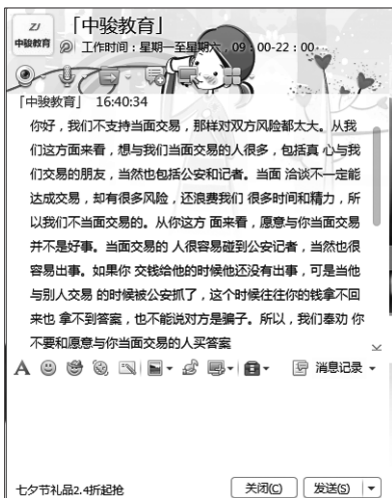 ZJ
中骏教育
「中骏教育」
工作时间：星期一至星期六，09：00-22：00
「中骏教育」 16:40:34
你好，我们不支持当面交易，那样对双方风险都太大。从我
们这方面来看，想与我们当面交易的人很多，包括真 心与我
们交易的朋友，当然也包括公安和记者。当面 洽谈不一定能
达成交易，却有很多风险，还浪费我们 很多时间和精力，所
以我们不当面交易的。从你这方 面来看，愿意与你当面交易
并不是好事。当面交易的 人很容易碰到公安记者，当然也很
容易出事。如果你 交钱给他的时候他还没有出事，可是当他
与别人交易 的时候被公安抓了，这个时候往往你的钱拿不回
来也 拿不到答案，也不能说对方是骗子。所以，我们奉劝 你
不要和愿意与你当面交易的人买答案
A
消息记录
七夕节礼品2.4折起抢
关闭(C)
发送(S)